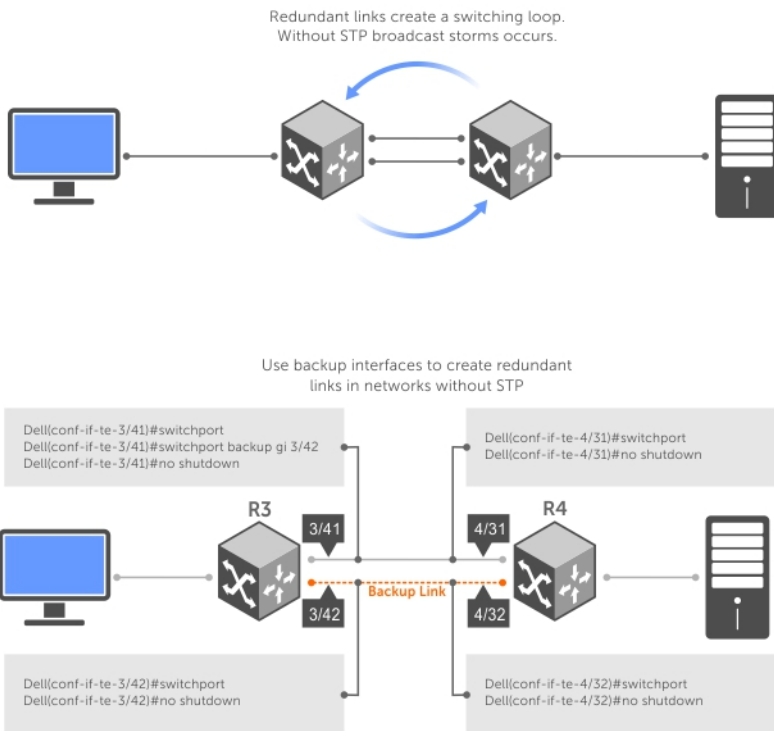 Redundant links create a switching loop.
Without STP broadcast storms occurs.
Use backup interfaces to create redundant
links in networks without STP
Dell(conf-if-te-3/41)#switchport
Dell(conf-if-te-3/41)#switchport backup gi 3/42
Dell(conf-if-te-3/41)#no shutdown
Dell(conf-if-te-4/31)#switchport
Dell(conf-if-te-4/31)#no shutdown
R3
R4
3/41
4/31
Backup Link
3/42
4/32
Dell(conf-if-te-3/42)#switchport
Dell(conf-if-te-3/42)#no shutdown
Dell(conf-if-te-4/32)#switchport
Dell(conf-if-te-4/32)#no shutdown